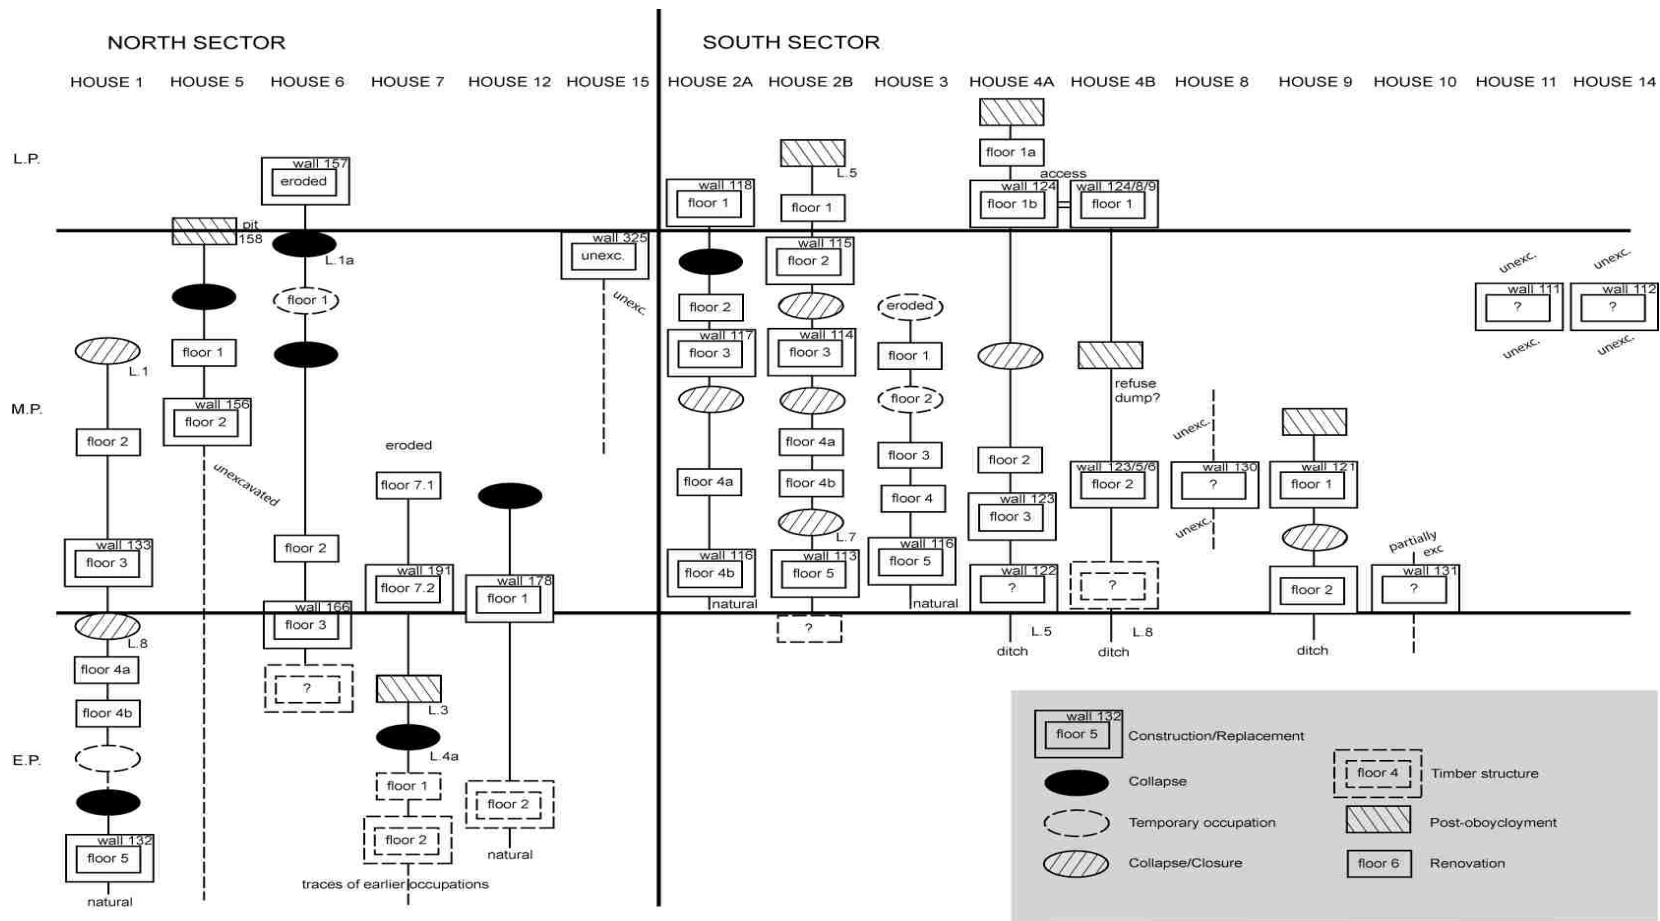 NORTH SECTOR
SOUTH SECTOR
HOUSE 1 HOUSE 5 HOUSE 6 HOUSE 7 HOUSE 12 HOUSE 15 HOUSE 2A HOUSE 2B HOUSE 3 HOUSE 4A HOUSE 4B HOUSE 8 HOUSE 9 HOUSE 10 HOUSE 11 HOUSE 14
L.P.
M.P.
E.P.
L.1
floor 2
wall 133
floor 3
L.8
floor 4a
floor 4b
wall 132
floor 5
natural
pit
158
floor 1
wall 156
floor 2
unexcavated
wall 157
eroded
L.1a
floor 1
floor 2
wall 166
floor 3
?
eroded
floor 7.1
wall 191
floor 7.2
L.3
L.4a
floor 1
floor 2
traces of earlier occupations
wall 178
floor 1
floor 2
natural
wall 325
unexc.
unexc.
wall 118
floor 1
floor 2
wall 117
floor 3
floor 4a
wall 116
floor 4b
natural
L.5
floor 1
wall 115
floor 2
wall 114
floor 3
floor 4a
floor 4b
L.7
wall 113
floor 5
?
eroded
floor 1
floor 2
floor 3
floor 4
wall 116
floor 5
natural
floor 1a
access
wall 124
floor 1b
floor 2
wall 123
floor 3
wall 122
?
L.5
ditch
wall 124/8/9
floor 1
refuse
dump?
wall 123/5/6
floor 2
?
L.8
ditch
unexc.
wall 130
?
unexc.
wall 121
floor 1
floor 2
ditch
partially
exc
wall 131
?
unexc.
wall 111
?
unexc.
unexc.
wall 112
?
unexc.
wall 132
floor 5
Construction/Replacement
Collapse
Temporary occupation
Collapse/Closure
floor 4
Timber structure
Post-oboycloyment
floor 6
Renovation